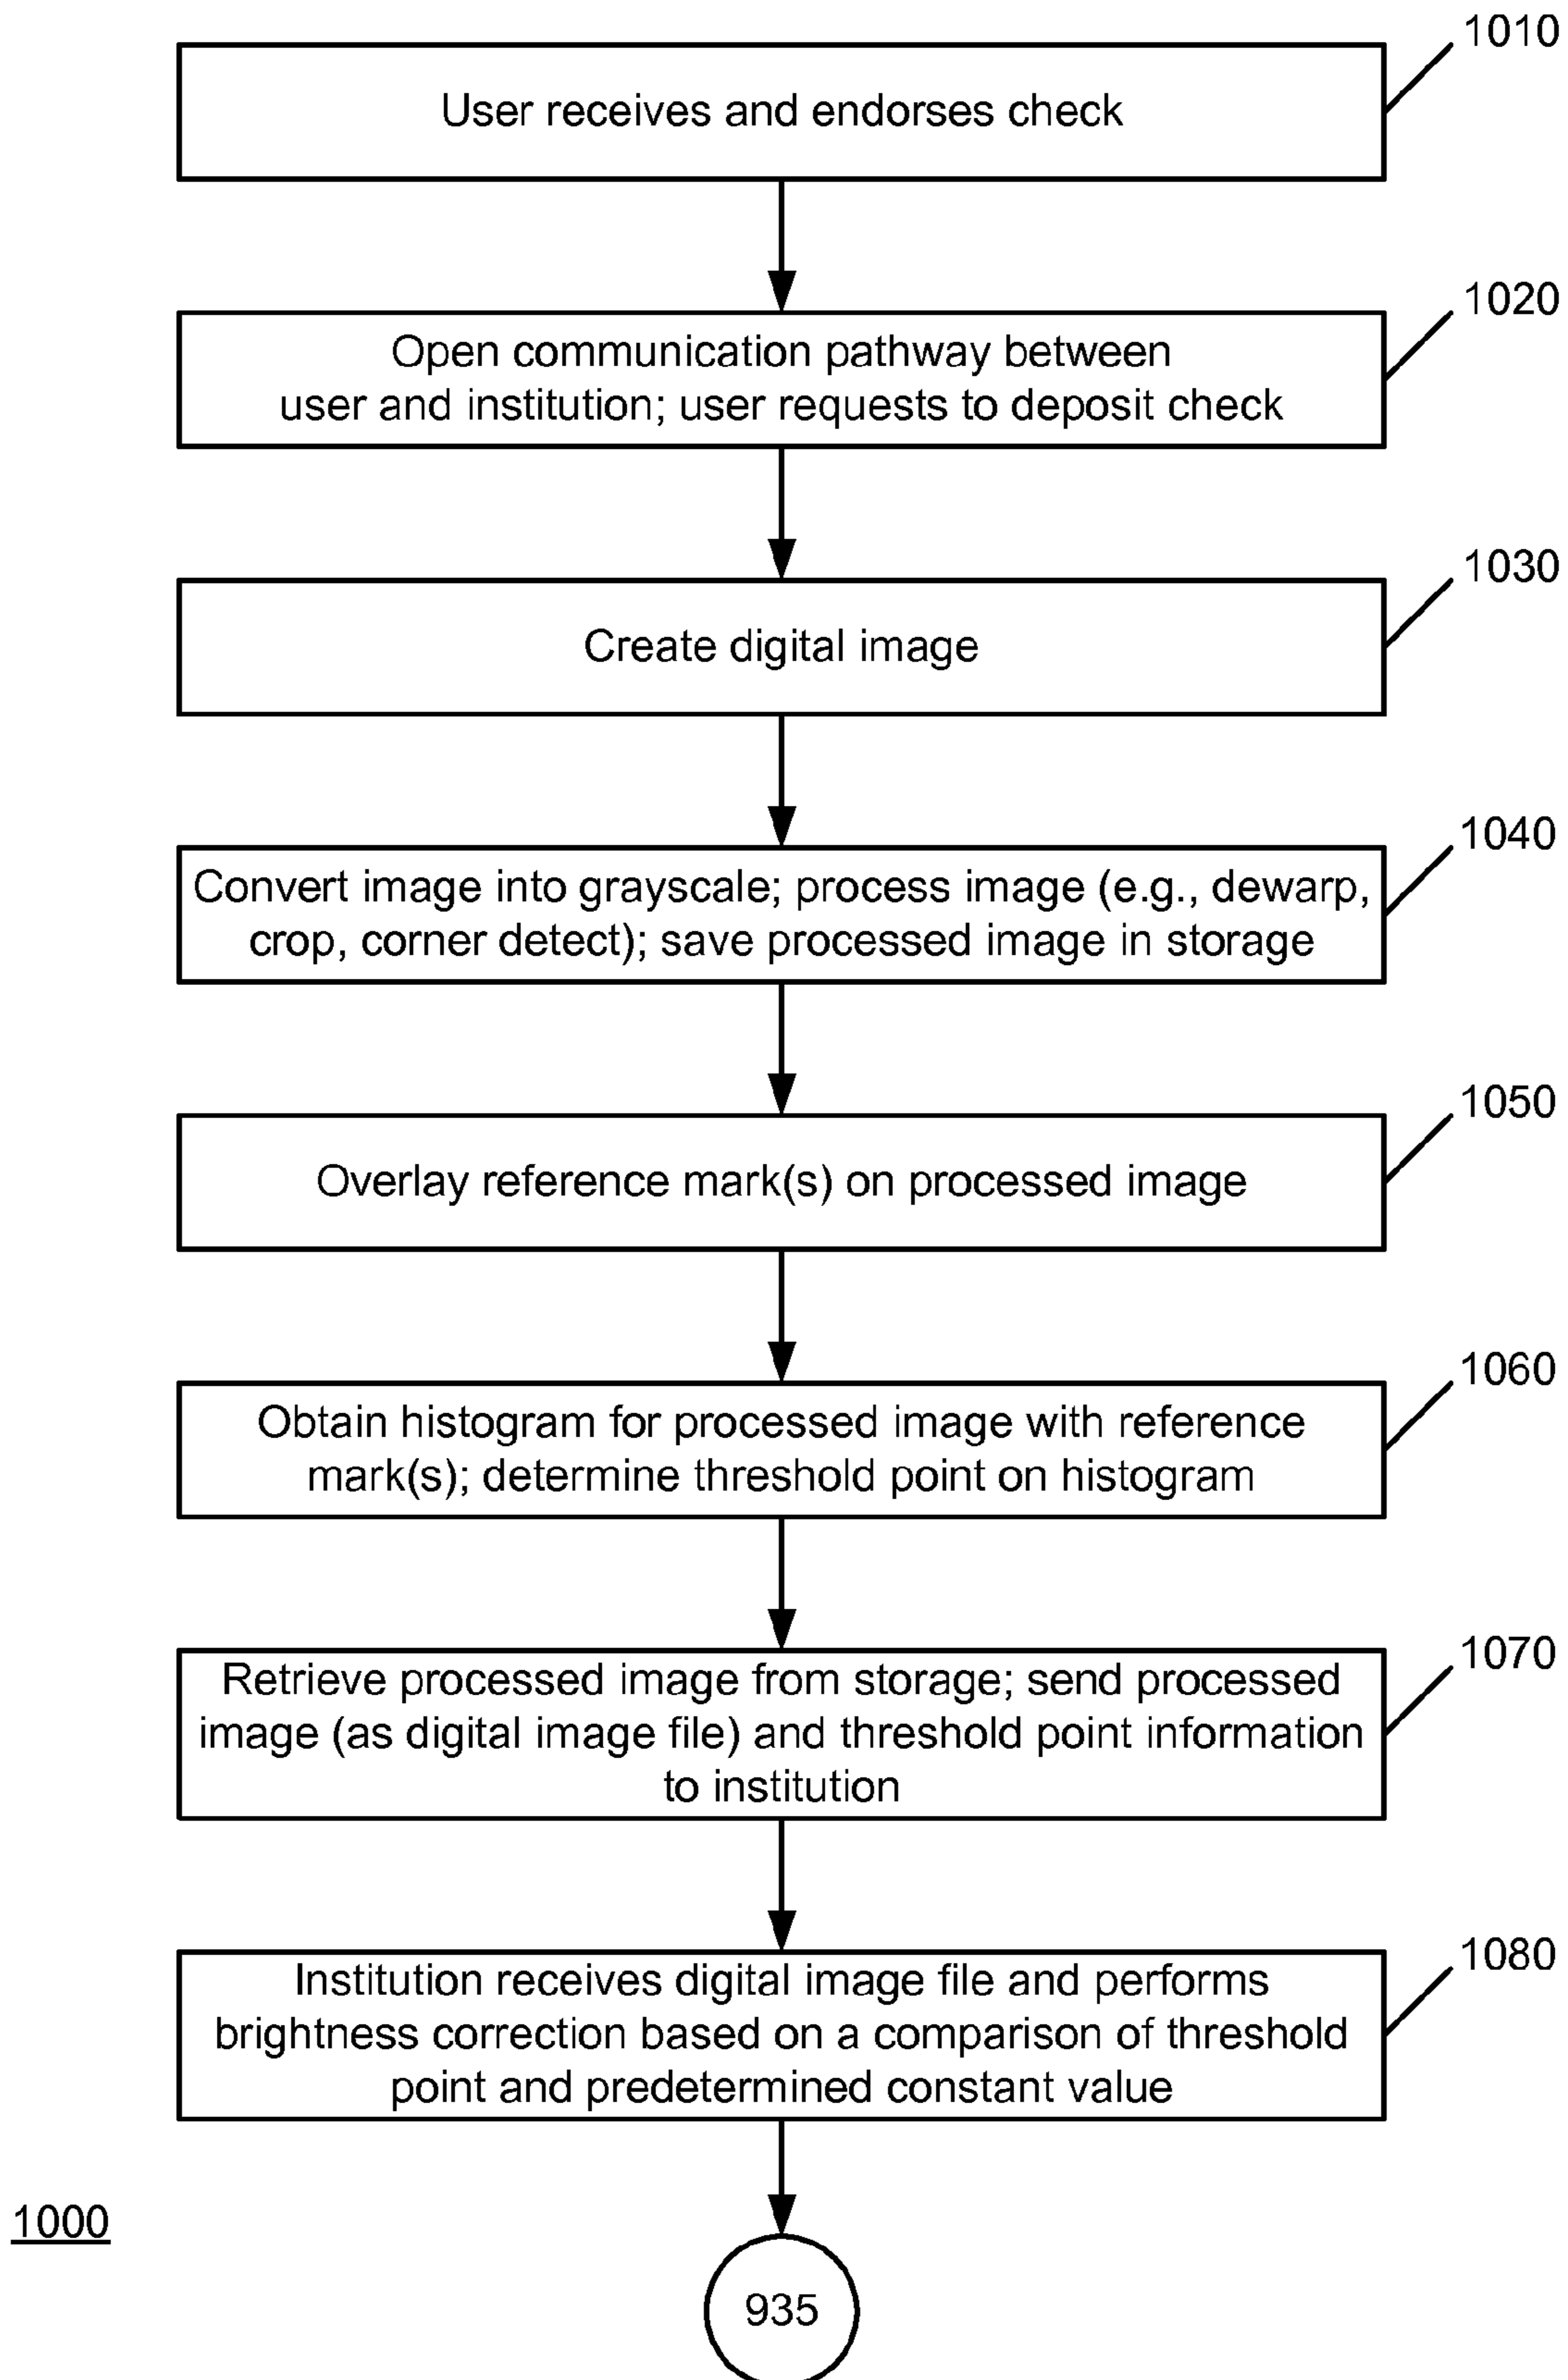 1010
User receives and endorses check
1020
Open communication pathway between
user and institution; user requests to deposit check
1030
Create digital image
1040
Convert image into grayscale; process image (e.g., dewarp,
crop, corner detect); save processed image in storage
1050
Overlay reference mark(s) on processed image
1060
Obtain histogram for processed image with reference
mark(s); determine threshold point on histogram
1070
Retrieve processed image from storage; send processed
image (as digital image file) and threshold point information
to institution
1080
Institution receives digital image file and performs
brightness correction based on a comparison of threshold
point and predetermined constant value
1000
935